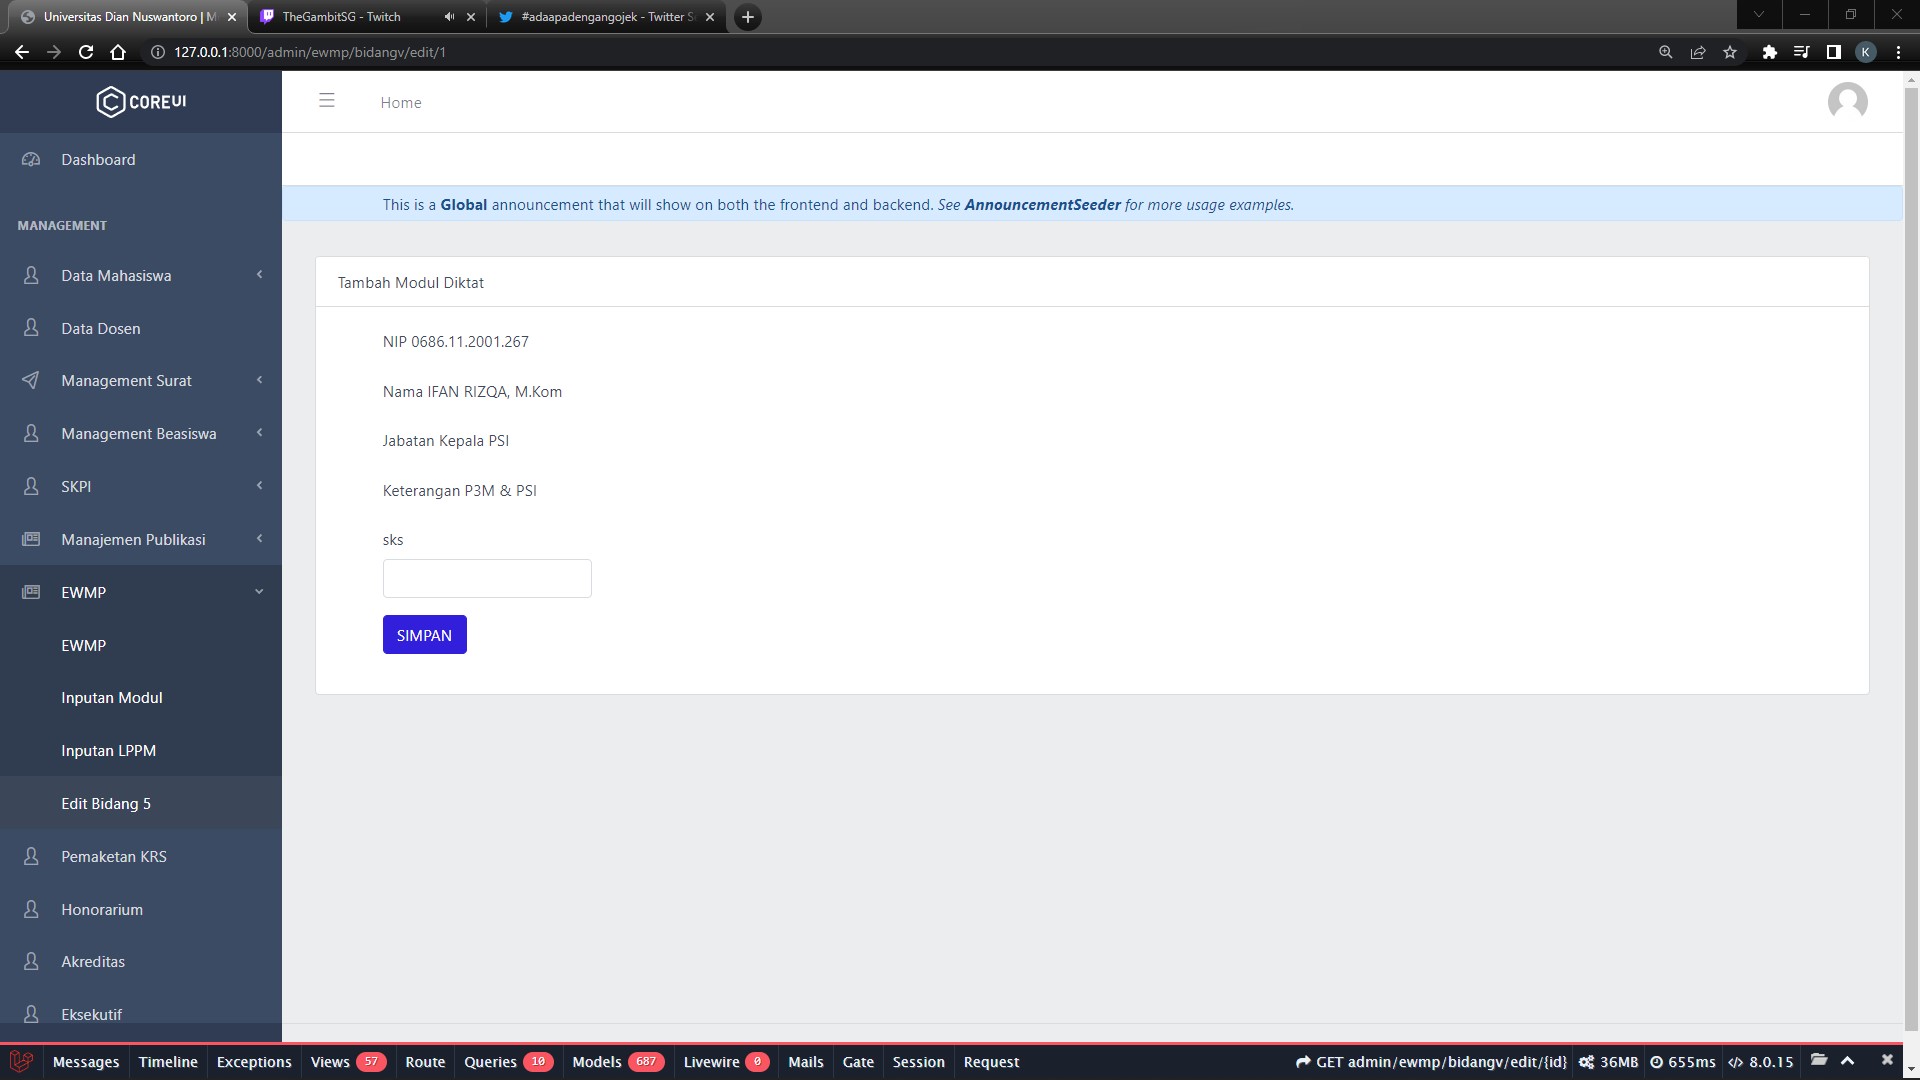 Universitas Dian Nuswantoro | M
TheGambitSG - Twitch
#adaapadengangojek - Twitter S
127.0.0.1:8000/admin/ewmp/bidangv/edit/1
K
COREUI
Home
Dashboard
This is a Global announcement that will show on both the frontend and backend. See AnnouncementSeeder for more usage examples.
MANAGEMENT
Data Mahasiswa
Data Dosen
Management Surat
Management Beasiswa
SKPI
Manajemen Publikasi
EWMP
EWMP
Inputan Modul
Inputan LPPM
Edit Bidang 5
Pemaketan KRS
Honorarium
Akreditas
Eksekutif
Tambah Modul Diktat
NIP 0686.11.2001.267
Nama IFAN RIZQA, M.Kom
Jabatan Kepala PSI
Keterangan P3M & PSI
sks
SIMPAN
Messages Timeline Exceptions Views 57 Route Queries 10 Models 687 Livewire 0 Mails Gate Session Request GET admin/ewmp/bidangv/edit/{id} 36MB 655ms 8.0.15